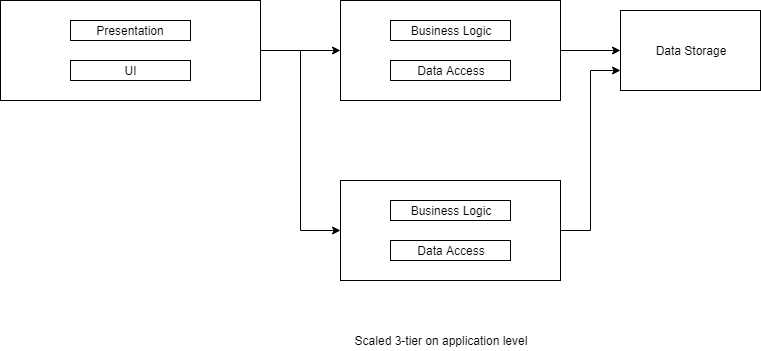 Presentation
UI
Business Logic
Data Access
Data Storage
Business Logic
Data Access
Scaled 3-tier on application level